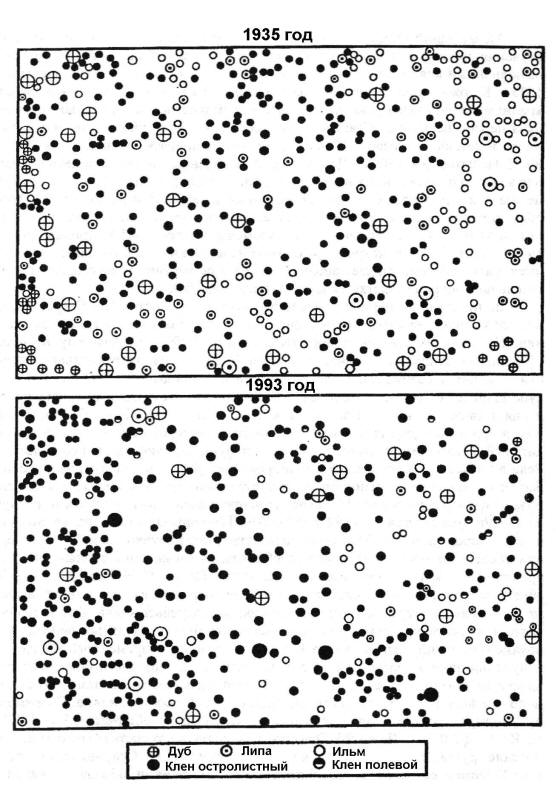 1935 год
1993 год
Дуб Липа Ильм
Клен остролистный Клен полевой